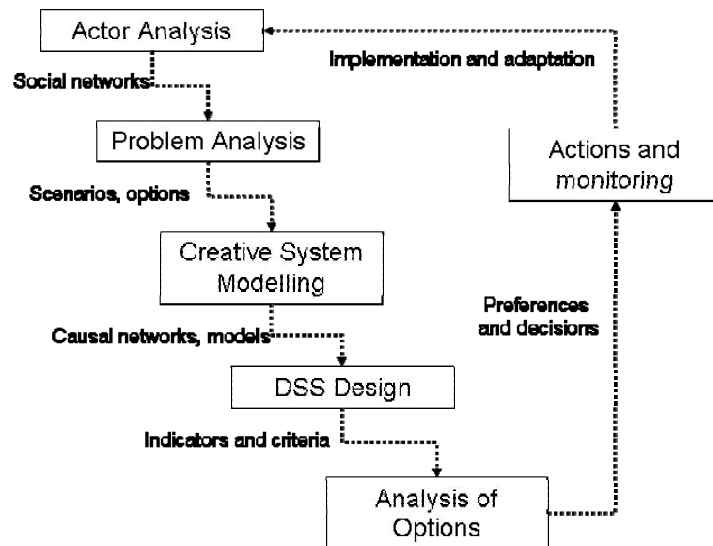 Actor Analysis
Implementation and adaptation
Social networks
Problem Analysis
Actions and
monitoring
Scenarios, options
Creative System
Modelling
Preferences
and decisions
Causal networks, models
DSS Design
Indicators and criteria
Analysis of
Options